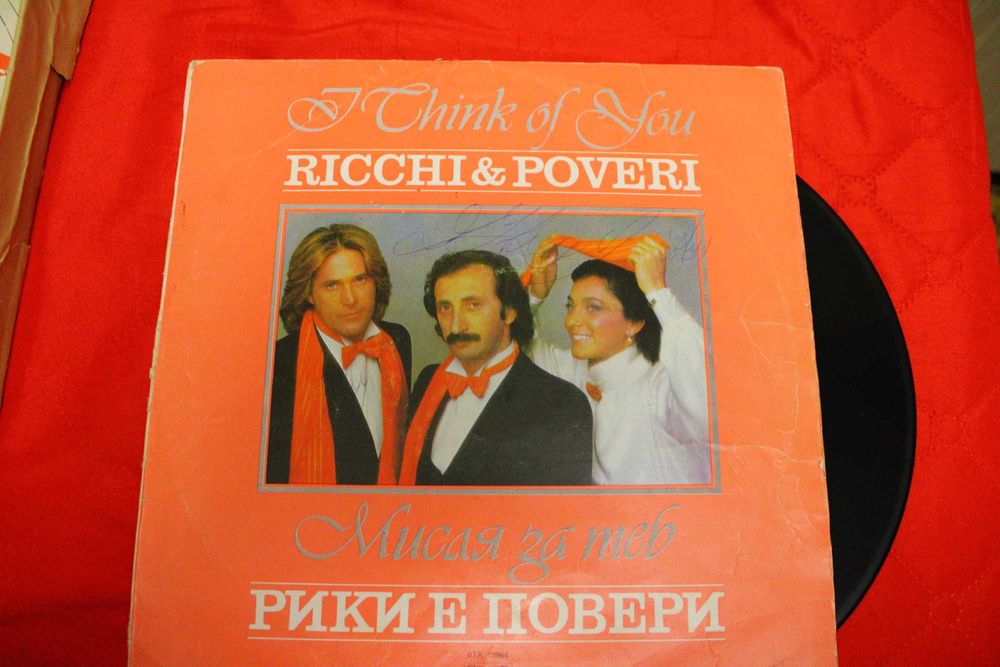 I Think of You
RICCHI & POVERI
Мисля за теб
РИКИ Е ПОВЕРИ